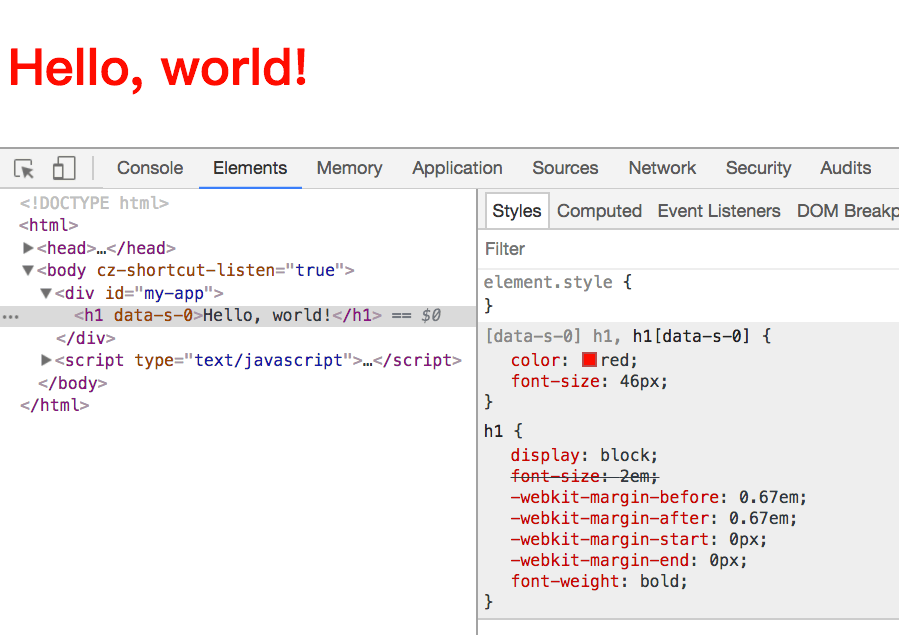 Hello, world!
Console Elements Memory Application Sources Network Security Audits
<!DOCTYPE html>
<html>
▶<head>…</head>
▼<body cz-shortcut-listen="true">
▼<div id="my-app">
… <h1 data-s-0>Hello, world!</h1> == $0
</div>
▶<script type="text/javascript">…</script>
</body>
</html>
Styles Computed Event Listeners DOM Breakp
Filter
element.style {
}
[data-s-0] h1, h1[data-s-0] {
color: red;
font-size: 46px;
}
h1 {
display: block;
font-size: 2em;
-webkit-margin-before: 0.67em;
-webkit-margin-after: 0.67em;
-webkit-margin-start: 0px;
-webkit-margin-end: 0px;
font-weight: bold;
}